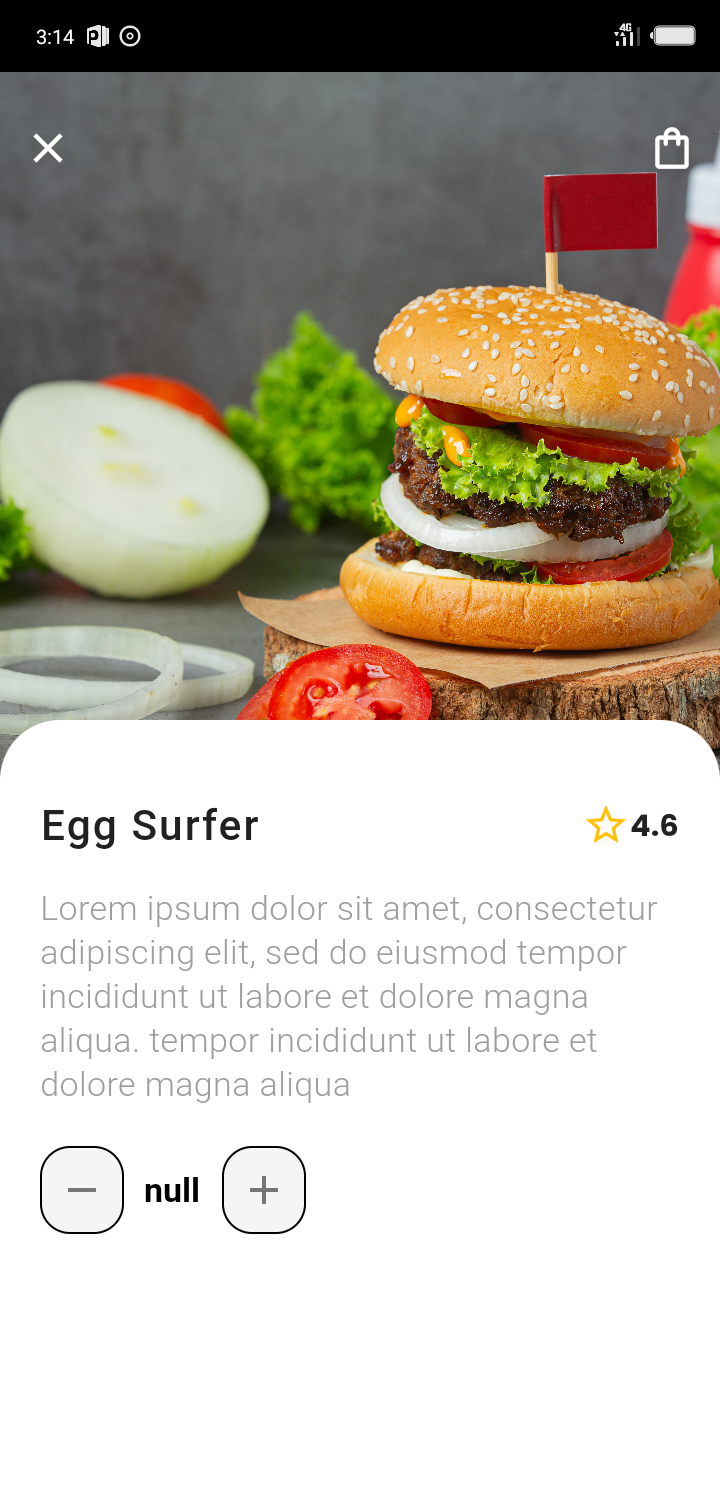 3:14
4G
Egg Surfer
4.6
Lorem ipsum dolor sit amet, consectetur
adipiscing elit, sed do eiusmod tempor
incididunt ut labore et dolore magna
aliqua. tempor incididunt ut labore et
dolore magna aliqua
null